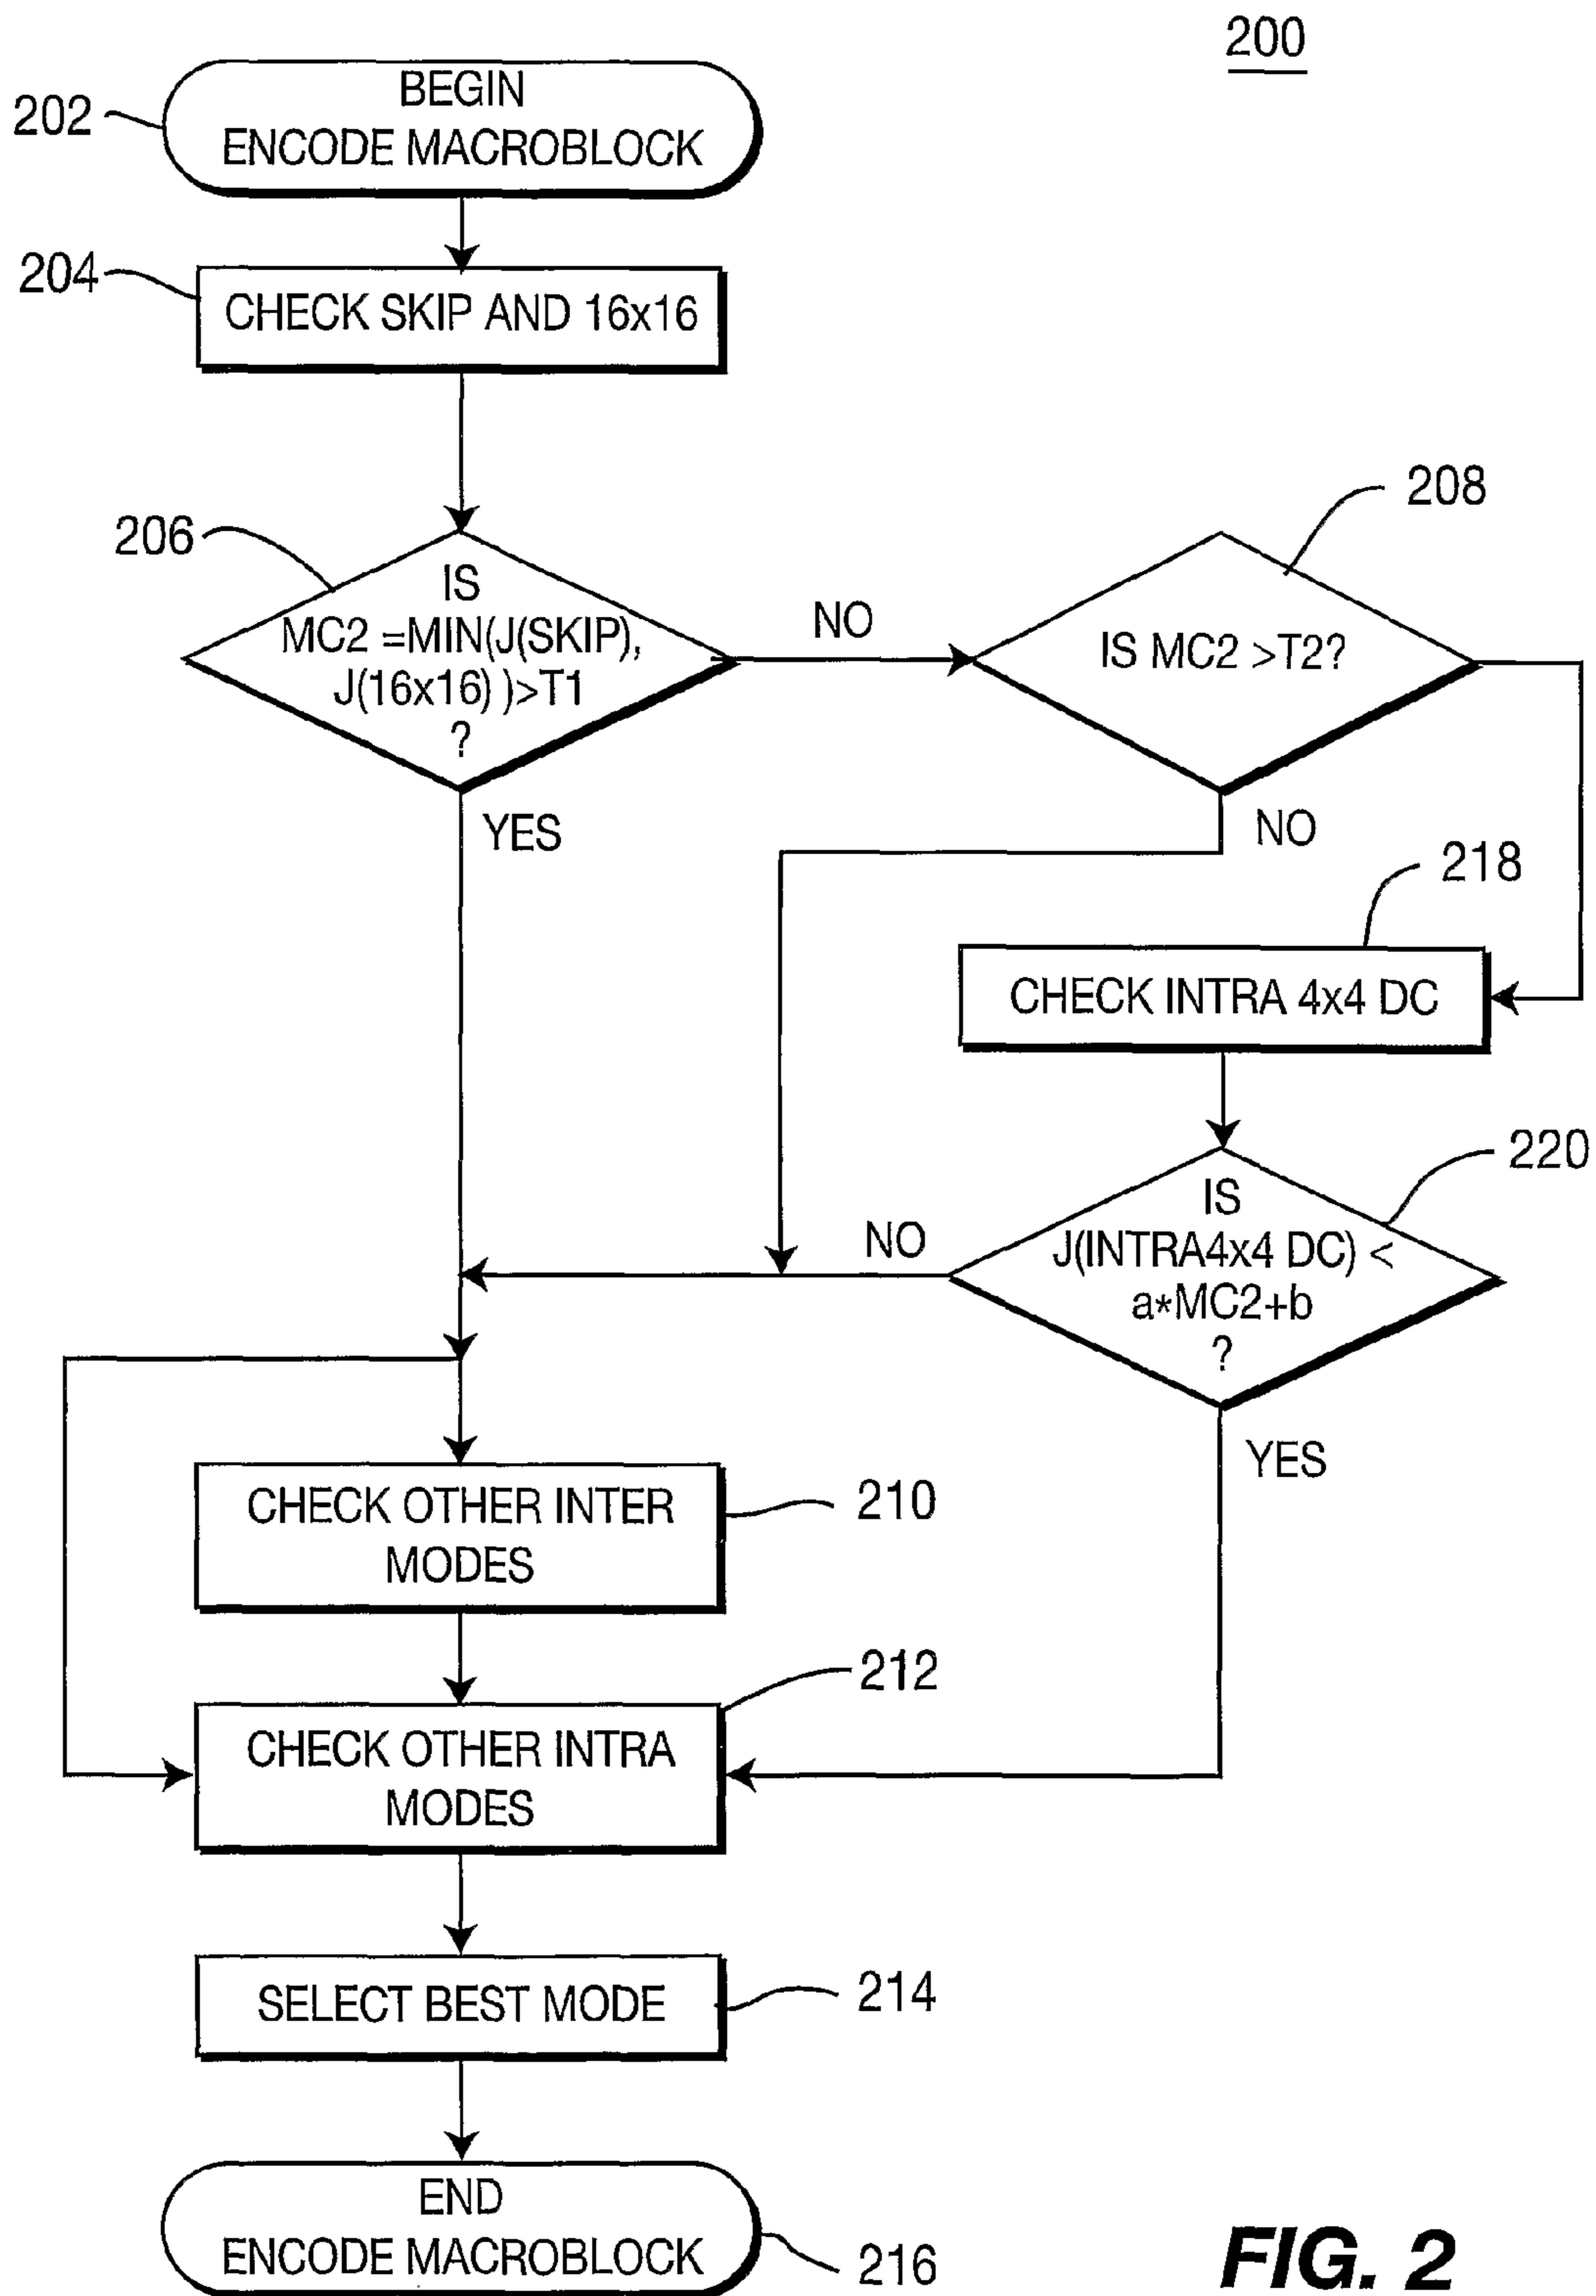 200
202
BEGIN
ENCODE MACROBLOCK
204
CHECK SKIP AND 16x16
206
IS
MC2 =MIN(J(SKIP),
J(16x16) )>T1
?
NO
208
IS MC2 >T2?
YES
NO
218
CHECK INTRA 4x4 DC
220
IS
J(INTRA4x4 DC) <
a*MC2+b
?
NO
YES
CHECK OTHER INTER
MODES
210
212
CHECK OTHER INTRA
MODES
SELECT BEST MODE
214
END
ENCODE MACROBLOCK
216
FIG. 2